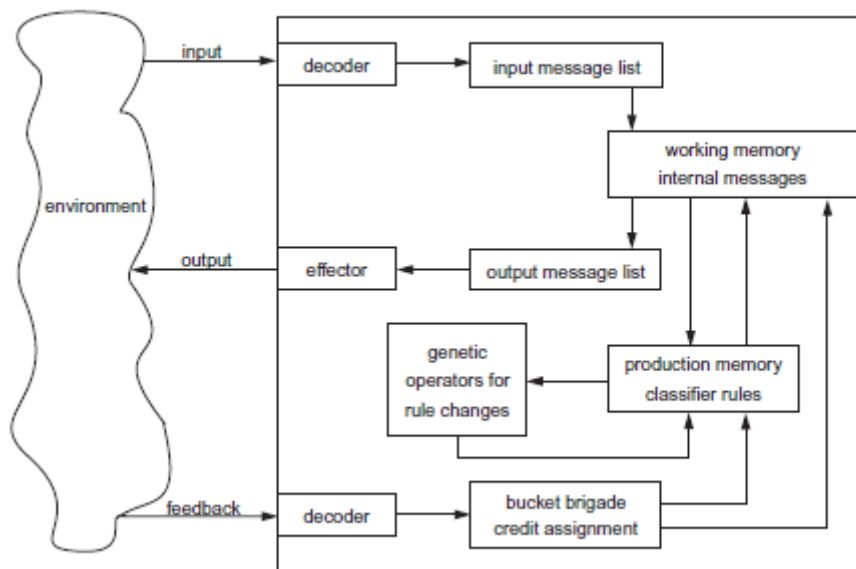 input
decoder
input message list
working memory
internal messages
environment
output
effector
output message list
genetic
operators for
rule changes
production memory
classifier rules
feedback
decoder
bucket brigade
credit assignment